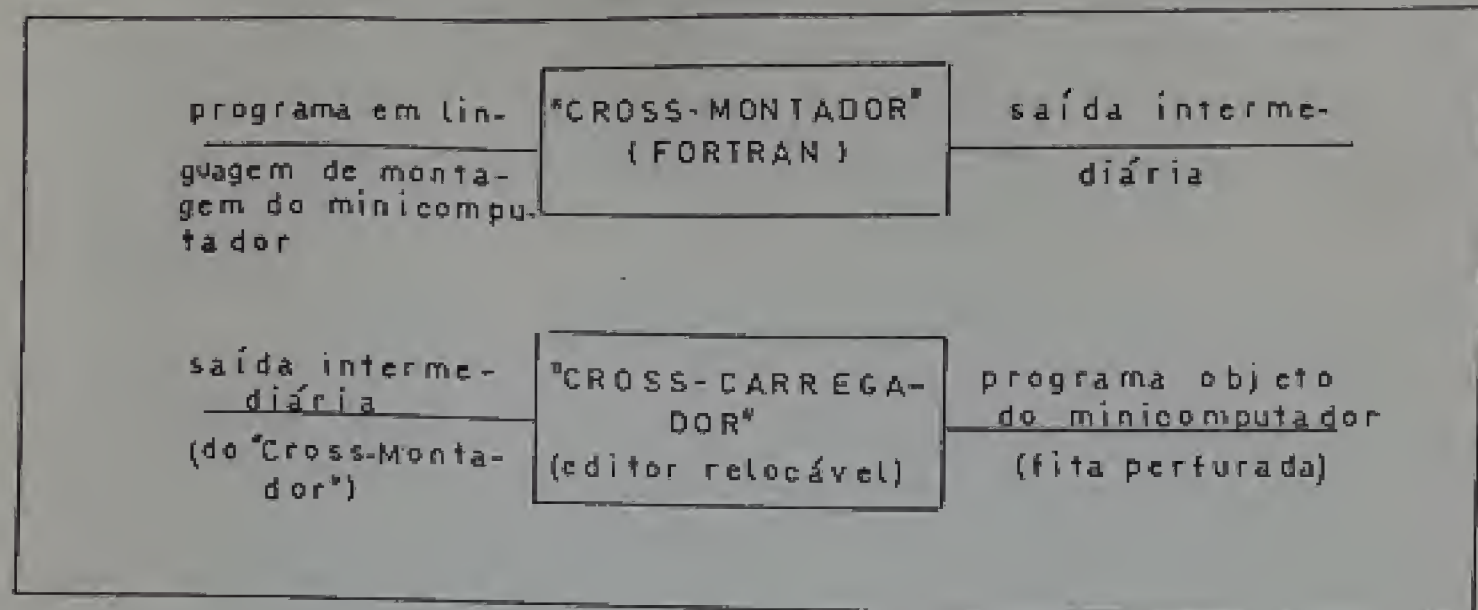 programa em lin-
guagem de monta-
gem do minicompu-
tador
"CROSS-MONTADOR"
(FORTRAN)
saída interme-
diária
saída interme-
diária
(do "Cross-Monta-
dor")
"CROSS-CARREGA-
DOR"
(editor relocável)
programa objeto
do minicomputador
(fita perfurada)